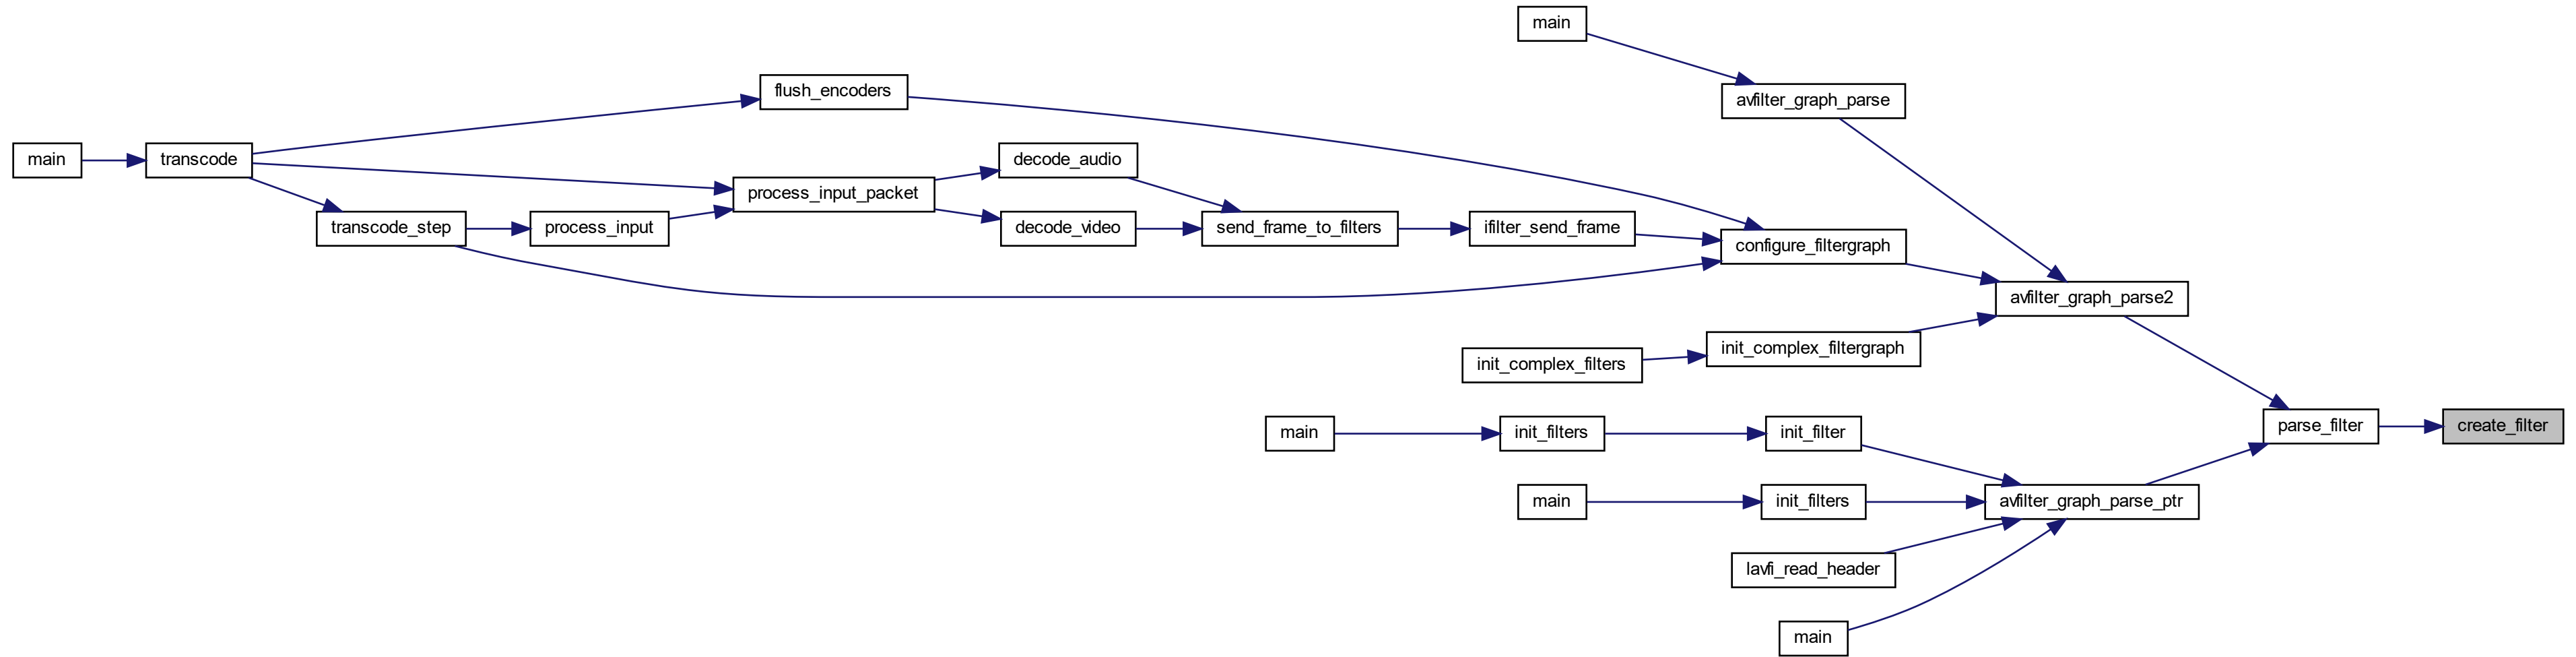 main
flush_encoders
avfilter_graph_parse
main
transcode
decode_audio
process_input_packet
transcode_step
process_input
decode_video
send_frame_to_filters
ifilter_send_frame
configure_filtergraph
avfilter_graph_parse2
init_complex_filtergraph
init_complex_filters
main
init_filters
init_filter
parse_filter
create_filter
main
init_filters
avfilter_graph_parse_ptr
lavfi_read_header
main